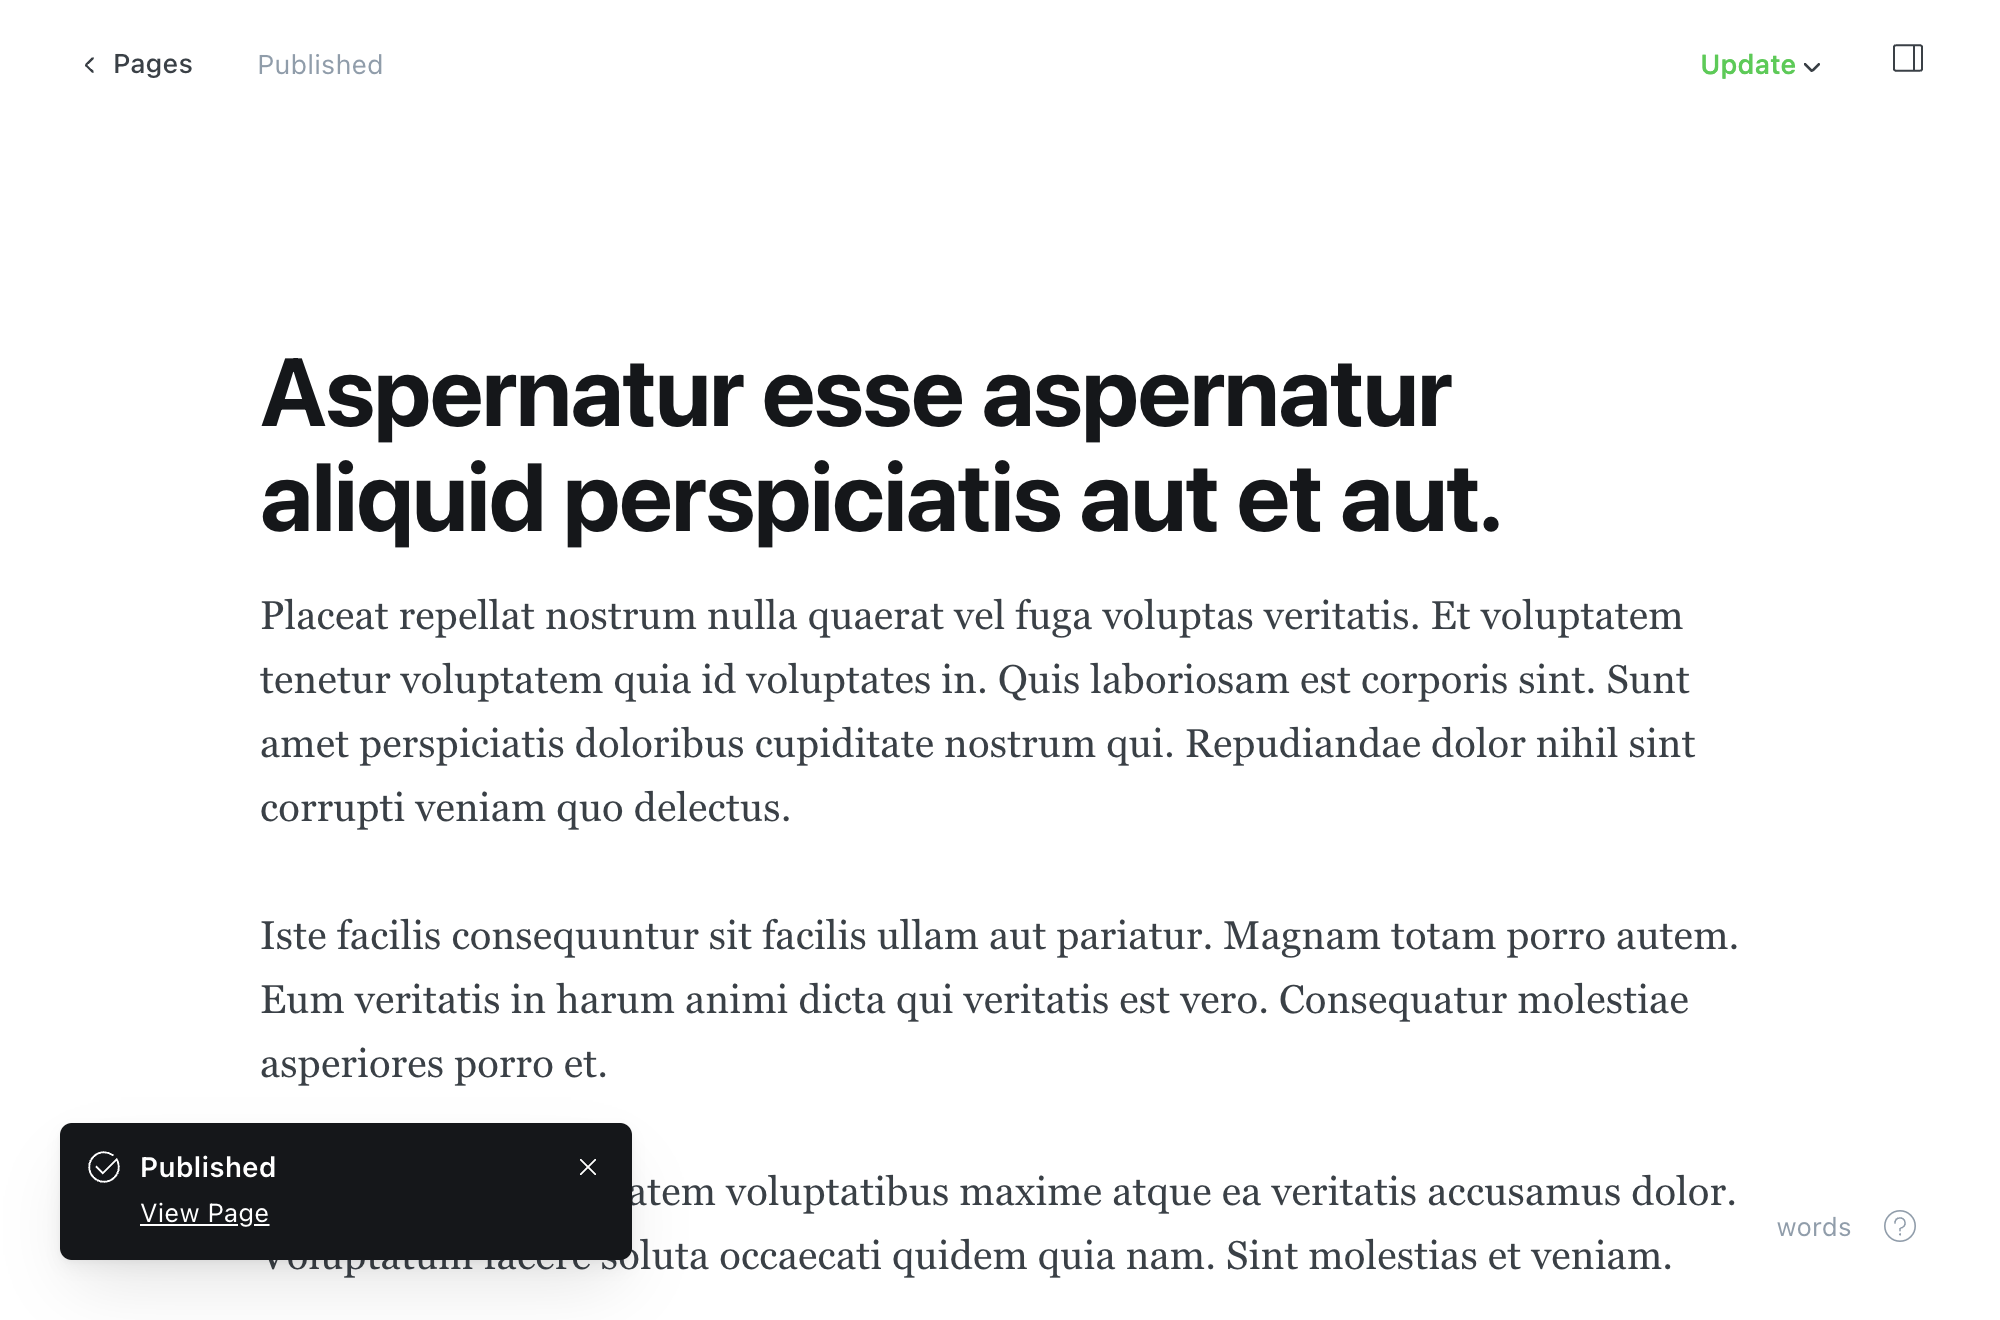 Pages
Published
Update
Aspernatur esse aspernatur
aliquid perspiciatis aut et aut.
Placeat repellat nostrum nulla quaerat vel fuga voluptas veritatis. Et voluptatem
tenetur voluptatem quia id voluptates in. Quis laboriosam est corporis sint. Sunt
amet perspiciatis doloribus cupiditate nostrum qui. Repudiandae dolor nihil sint
corrupti veniam quo delectus.
Iste facilis consequuntur sit facilis ullam aut pariatur. Magnam totam porro autem.
Eum veritatis in harum animi dicta qui veritatis est vero. Consequatur molestiae
asperiores porro et.
voluptatibus maxime atque ea veritatis accusamus dolor.
soluta occaecati quidem quia nam. Sint molestias et veniam.
Published
View Page
words